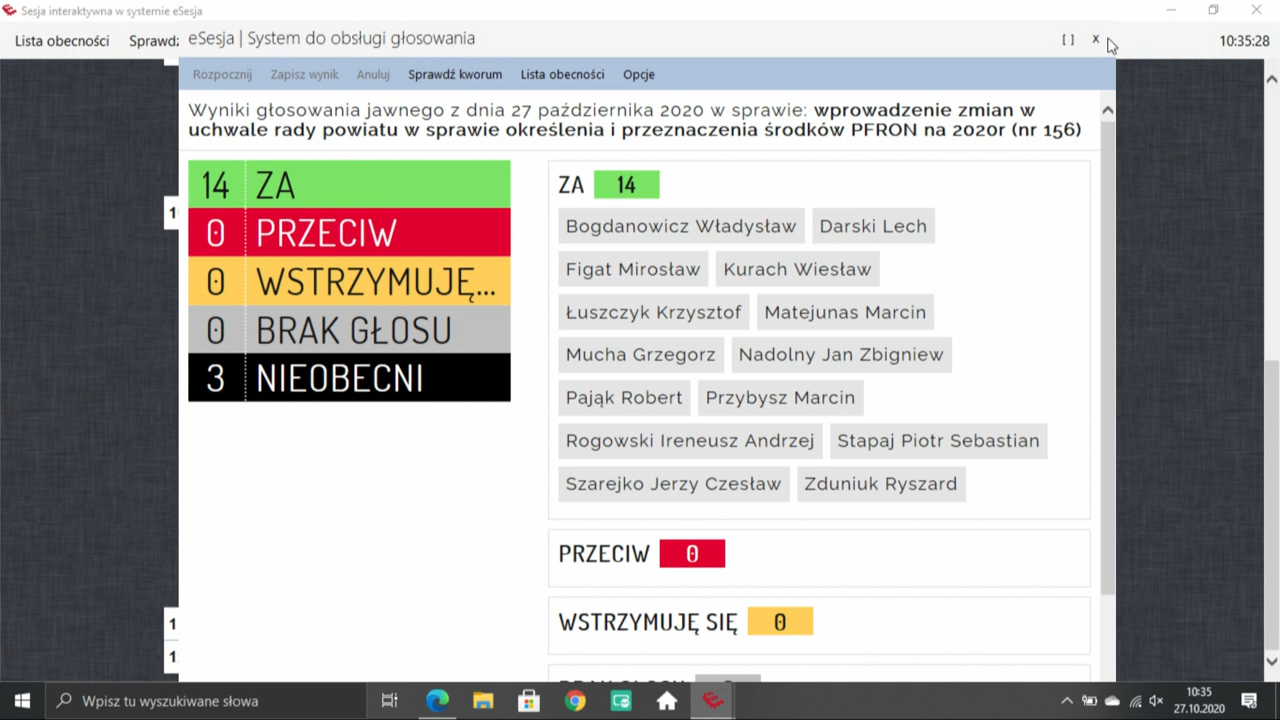 Sesja interaktywna w systemie eSesja
Lista obecności Sprawdź
10:35:28
eSesja | System do obsługi głosowania
[ ] x
Rozpocznij Zapisz wynik Anuluj Sprawdź kworum Lista obecności Opcje
Wyniki głosowania jawnego z dnia 27 października 2020 w sprawie: wprowadzenie zmian w
uchwale rady powiatu w sprawie określenia i przeznaczenia środków PFRON na 2020r (nr 156)
14 ZA
0 PRZECIW
0 WSTRZYMUJĘ...
0 BRAK GŁOSU
3 NIEOBECNI
ZA 14
Bogdanowicz Władysław Darski Lech
Figat Mirosław Kurach Wiesław
Łuszczyk Krzysztof Matejunas Marcin
Mucha Grzegorz Nadolny Jan Zbigniew
Pająk Robert Przybysz Marcin
Rogowski Ireneusz Andrzej Stapaj Piotr Sebastian
Szarejko Jerzy Czesław Zduniuk Ryszard
PRZECIW 0
WSTRZYMUJĘ SIĘ 0
Wpisz tu wyszukiwane słowa
10:35
27.10.2020